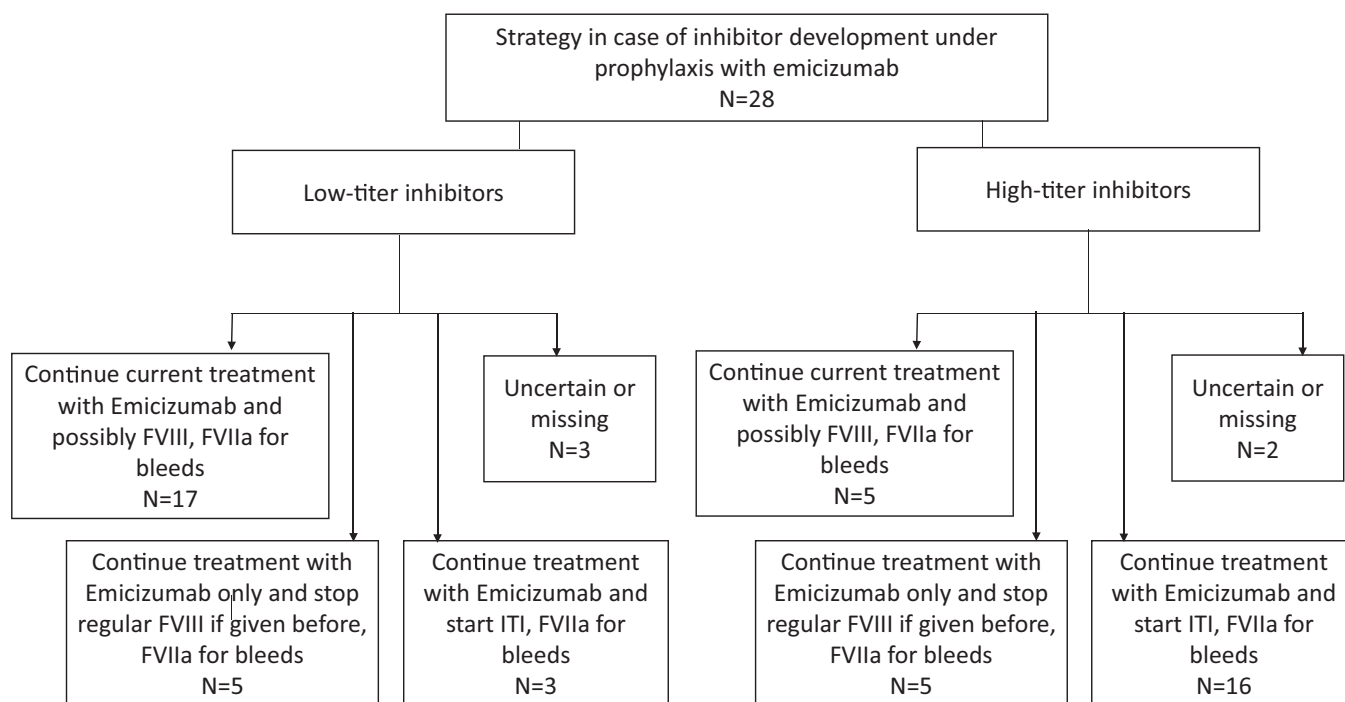 Strategy in case of inhibitor development under
prophylaxis with emicizumab
N=28
Low-titer inhibitors
High-titer inhibitors
Continue current treatment
with Emicizumab and
possibly FVIII, FVIIa for
bleeds
N=17
Uncertain or
missing
N=3
Continue current treatment
with Emicizumab and
possibly FVIII, FVIIa for
bleeds
N=5
Uncertain or
missing
N=2
Continue treatment with
Emicizumab only and stop
regular FVIII if given before,
FVIIa for bleeds
N=5
Continue treatment
with Emicizumab and
start ITI, FVIIa for
bleeds
N=3
Continue treatment with
Emicizumab only and stop
regular FVIII if given before,
FVIIa for bleeds
N=5
Continue treatment
with Emicizumab and
start ITI, FVIIa for
bleeds
N=16